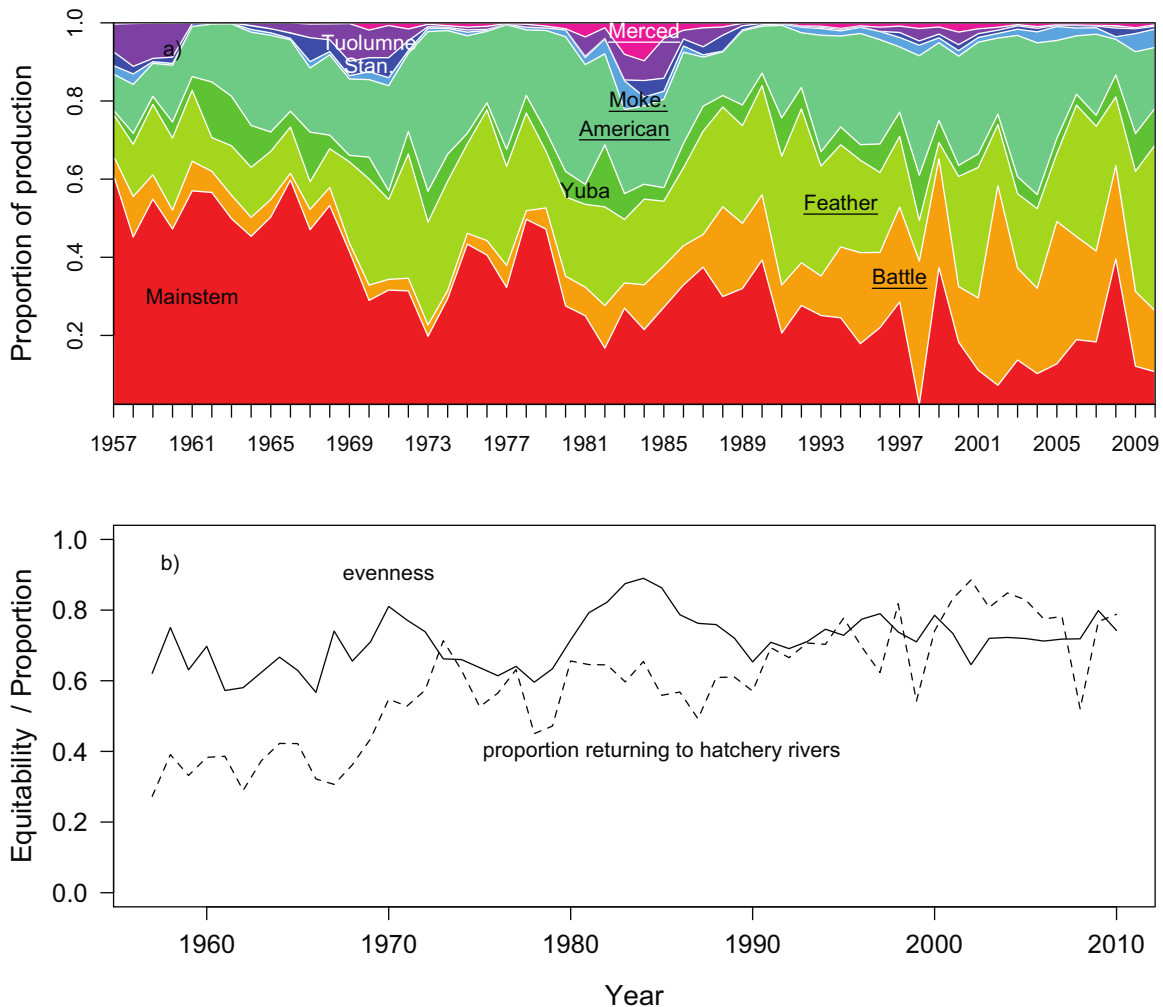 Proportion of production
1.0
0.8
0.6
0.4
0.2
a)
Merced
Tuolumne
Stan.
Moke.
American
Yuba
Feather
Battle
Mainstem
1957 1961 1965 1969 1973 1977 1981 1985 1989 1993 1997 2001 2005 2009
Equitability / Proportion
1.0
0.8
0.6
0.4
0.2
0.0
b)
evenness
proportion returning to hatchery rivers
1960 1970 1980 1990 2000 2010
Year